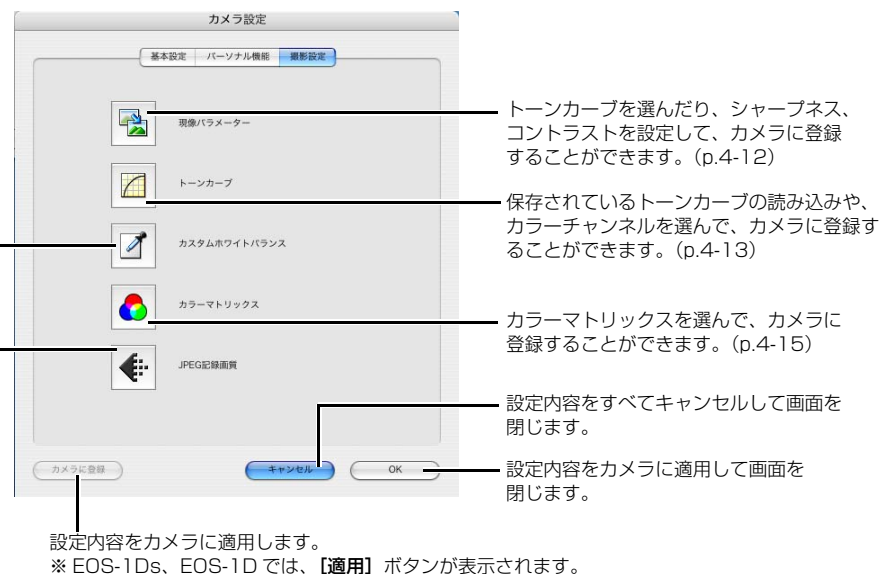 カメラ設定
基本設定 パーソナル機能 撮影設定
現像パラメーター
トーンカーブ
カスタムホワイトバランス
カラーマトリックス
JPEG記録画質
カメラに登録 キャンセル OK
トーンカーブを選んだり、シャープネス、
コントラストを設定して、カメラに登録
することができます。(p.4-12)
保存されているトーンカーブの読み込みや、
カラーチャンネルを選んで、カメラに登録す
ることができます。(p.4-13)
カラーマトリックスを選んで、カメラに
登録することができます。(p.4-15)
設定内容をすべてキャンセルして画面を
閉じます。
設定内容をカメラに適用して画面を
閉じます。
設定内容をカメラに適用します。
※ EOS-1Ds、EOS-1D では、[適用] ボタンが表示されます。